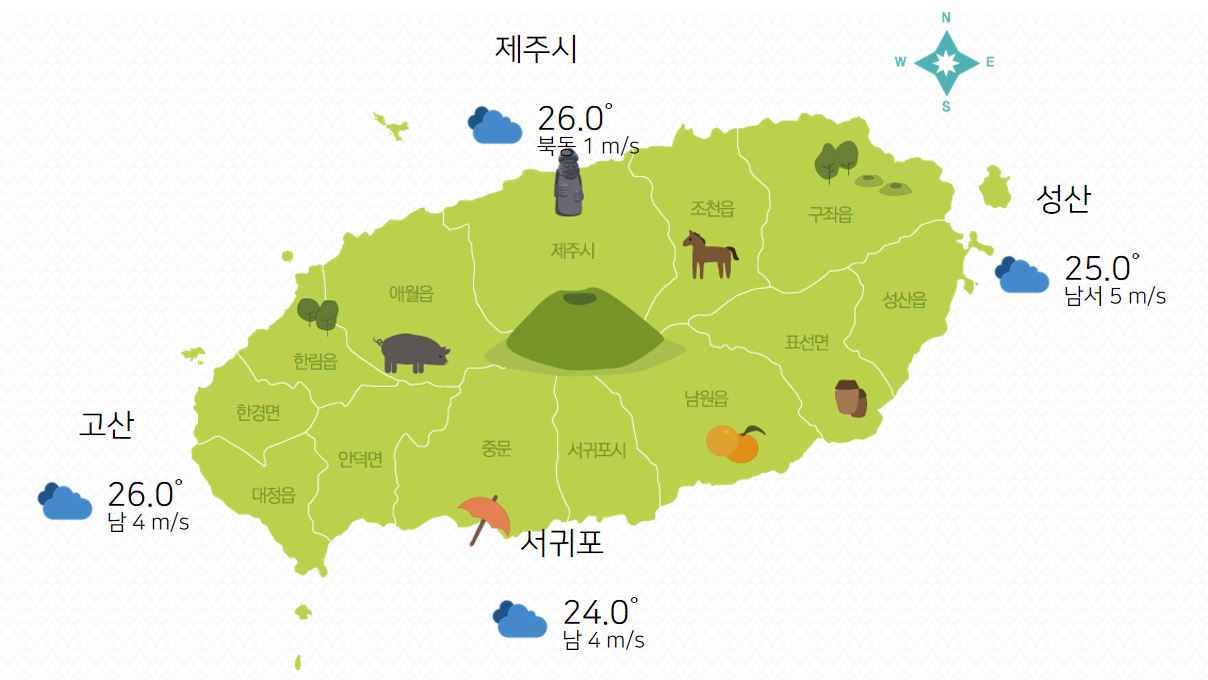 제주시
N
W
E
S
26.0°
북동 1 m/s
성산
25.0°
남서 5 m/s
조천읍
구좌읍
제주시
애월읍
성산읍
표선면
한림읍
남원읍
한경면
고산
26.0°
남 4 m/s
중문
서귀포시
안덕면
대정읍
서귀포
24.0°
남 4 m/s